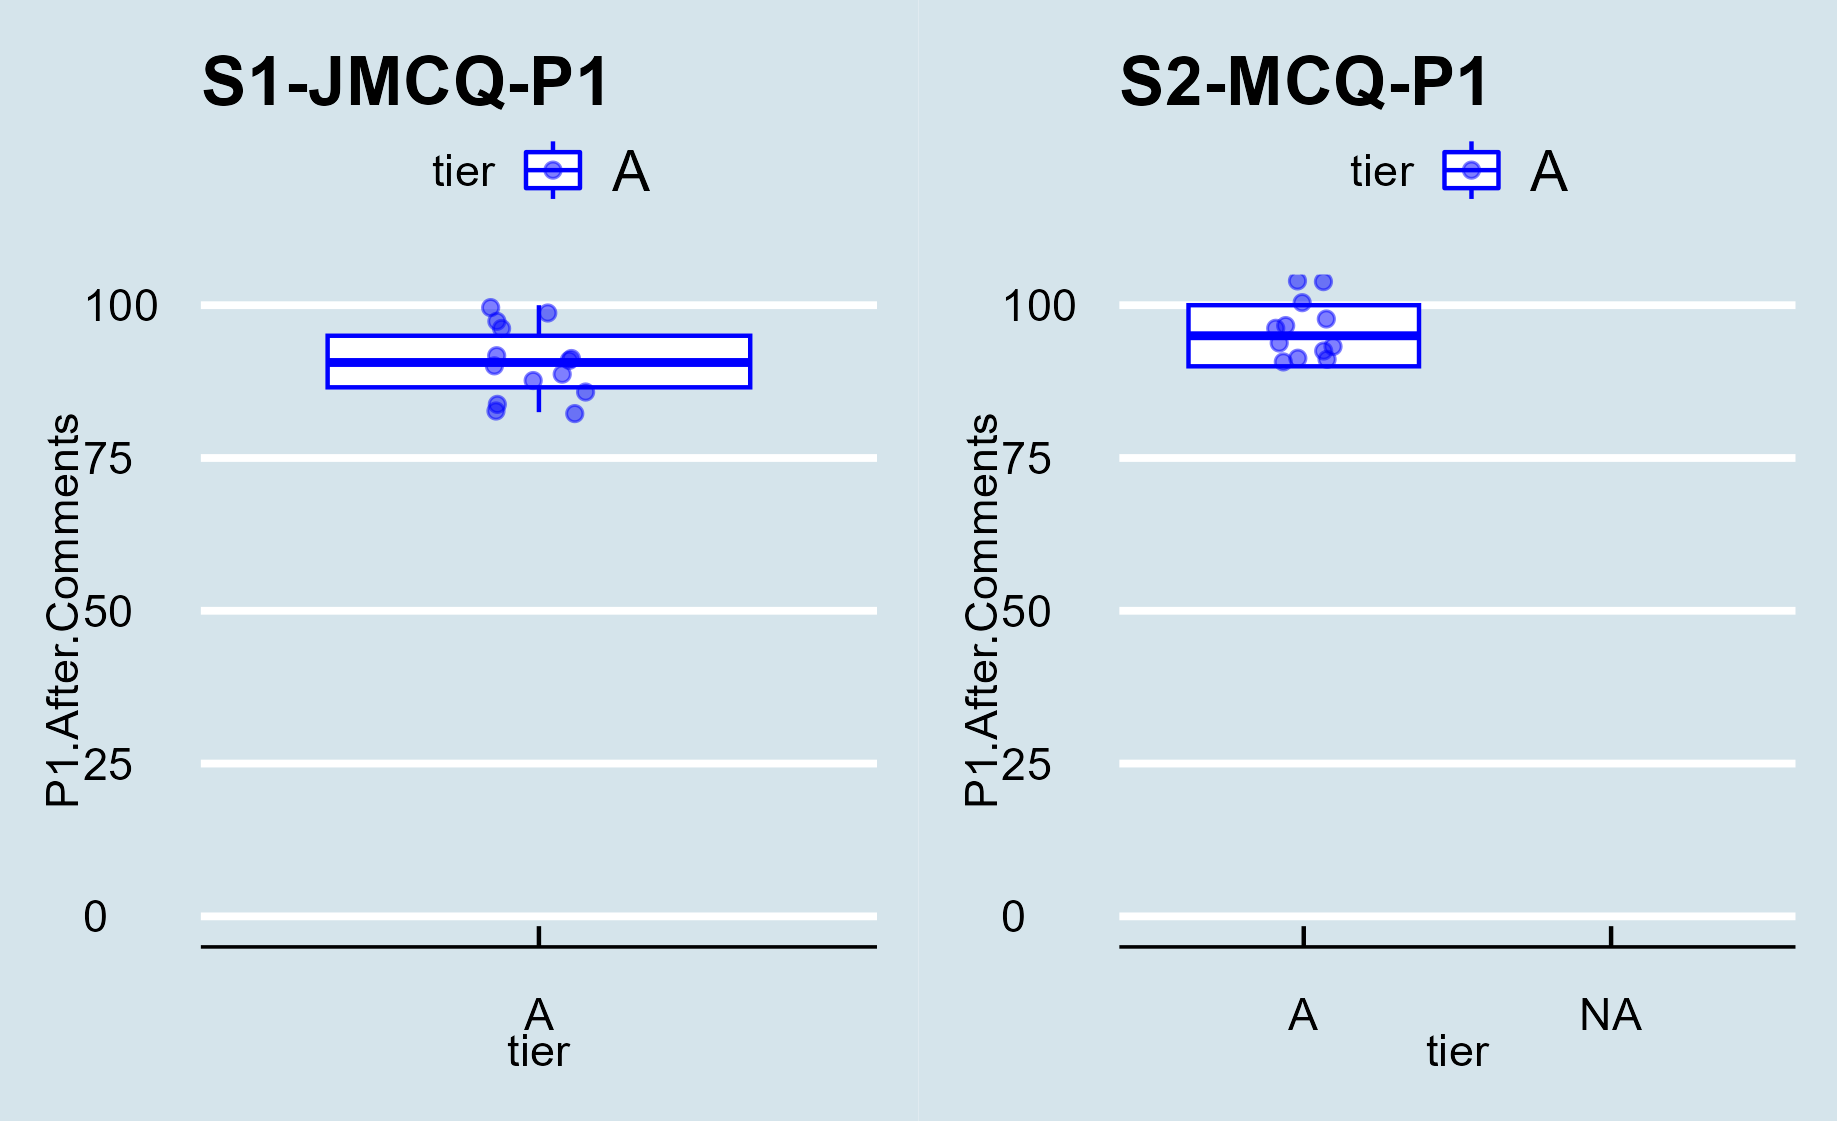 S1-JMCQ-P1
tier A
P1.After.Comments
100
75
50
25
0
A
tier
S2-MCQ-P1
tier A
P1.After.Comments
100
75
50
25
0
A NA
tier